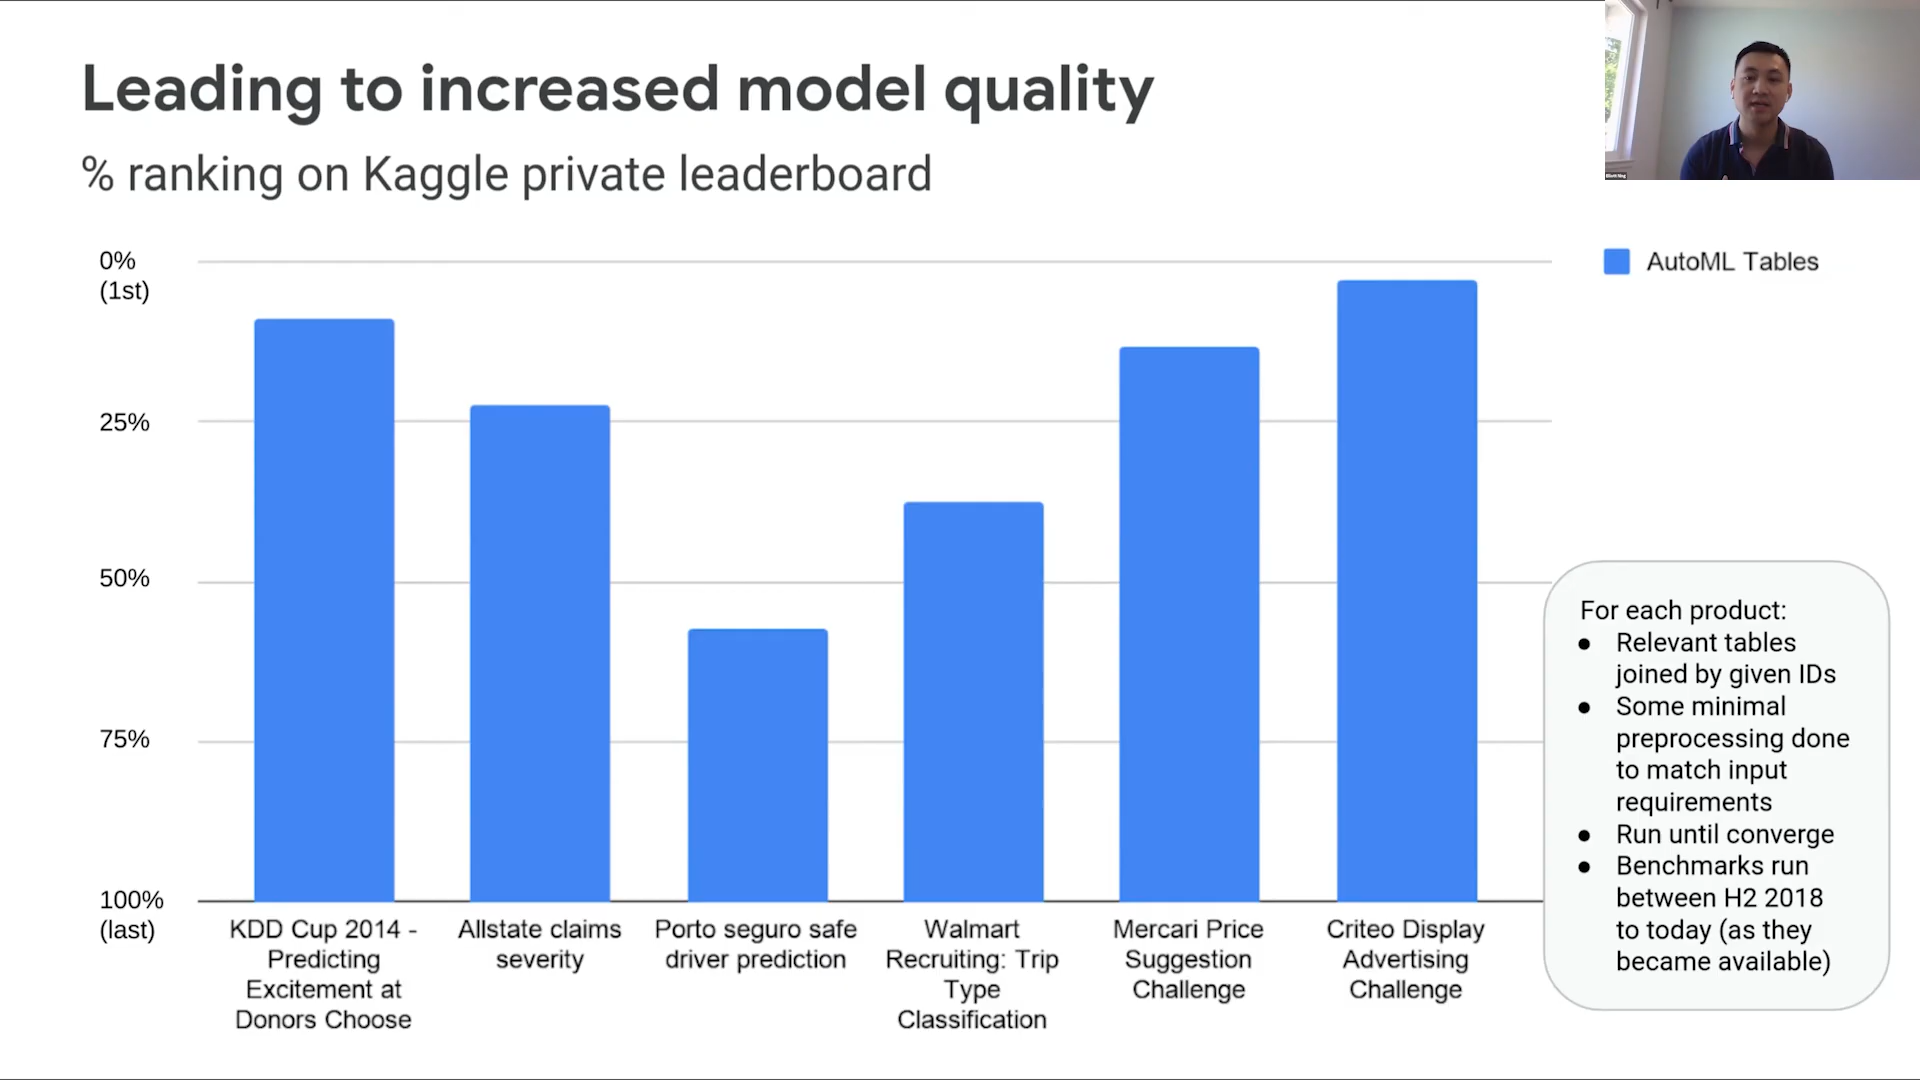 Leading to increased model quality
% ranking on Kaggle private leaderboard
0%
(1st)
25%
50%
75%
100%
(last)
KDD Cup 2014 -
Predicting
Excitement at
Donors Choose
Allstate claims
severity
Porto seguro safe
driver prediction
Walmart
Recruiting: Trip
Type
Classification
Mercari Price
Suggestion
Challenge
Criteo Display
Advertising
Challenge
AutoML Tables
For each product:
● Relevant tables
joined by given IDs
● Some minimal
preprocessing done
to match input
requirements
● Run until converge
● Benchmarks run
between H2 2018
to today (as they
became available)